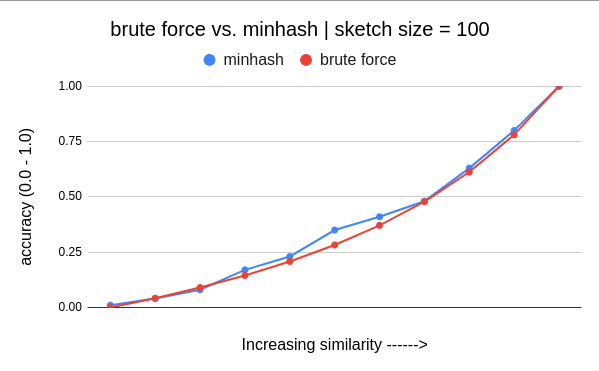 brute force vs. minhash | sketch size = 100
minhash brute force
accuracy (0.0 - 1.0)
1.00
0.75
0.50
0.25
0.00
Increasing similarity ------>